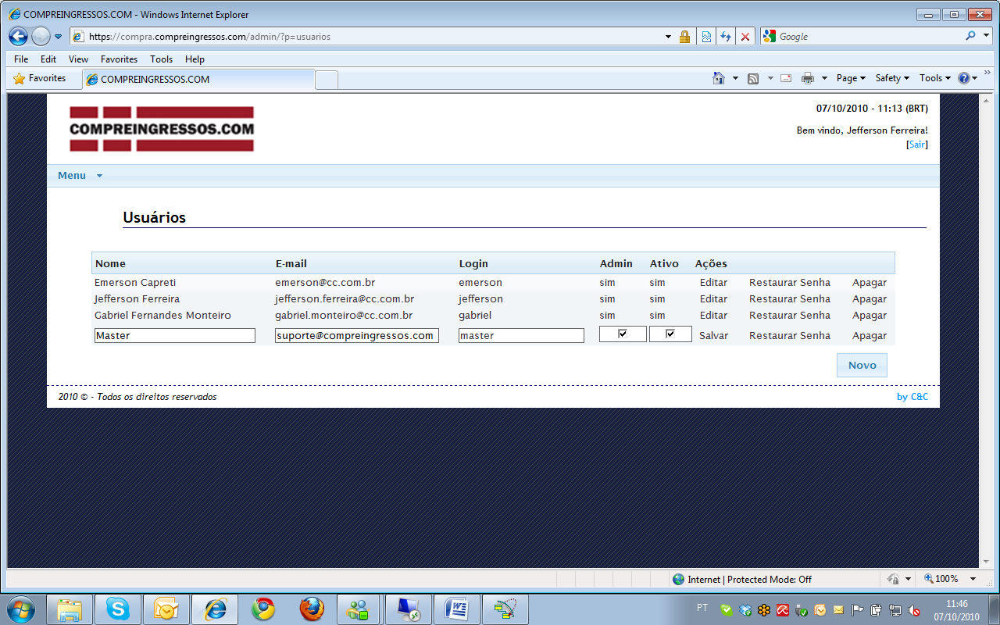 COMPREINGRESSOS.COM - Windows Internet Explorer
https://compra.compreingressos.com/admin/?p=usuarios
Google
File Edit View Favorites Tools Help
Favorites COMPREINGRESSOS.COM Page Safety Tools
COMPREINGRESSOS.COM
07/10/2010 - 11:13 (BRT)
Bem vindo, Jefferson Ferreira!
[Sair]
Menu
Usuários
Nome E-mail Login Admin Ativo Ações
Emerson Capreti emerson@cc.com.br emerson sim sim Editar Restaurar Senha Apagar
Jefferson Ferreira jefferson.ferreira@cc.com.br jefferson sim sim Editar Restaurar Senha Apagar
Gabriel Fernandes Monteiro gabriel.monteiro@cc.com.br gabriel sim sim Editar Restaurar Senha Apagar
Master suporte@compreingressos.com master Salvar Restaurar Senha Apagar
Novo
2010 © - Todos os direitos reservados by C&C
Internet | Protected Mode: Off 100%
PT 11:46
07/10/2010